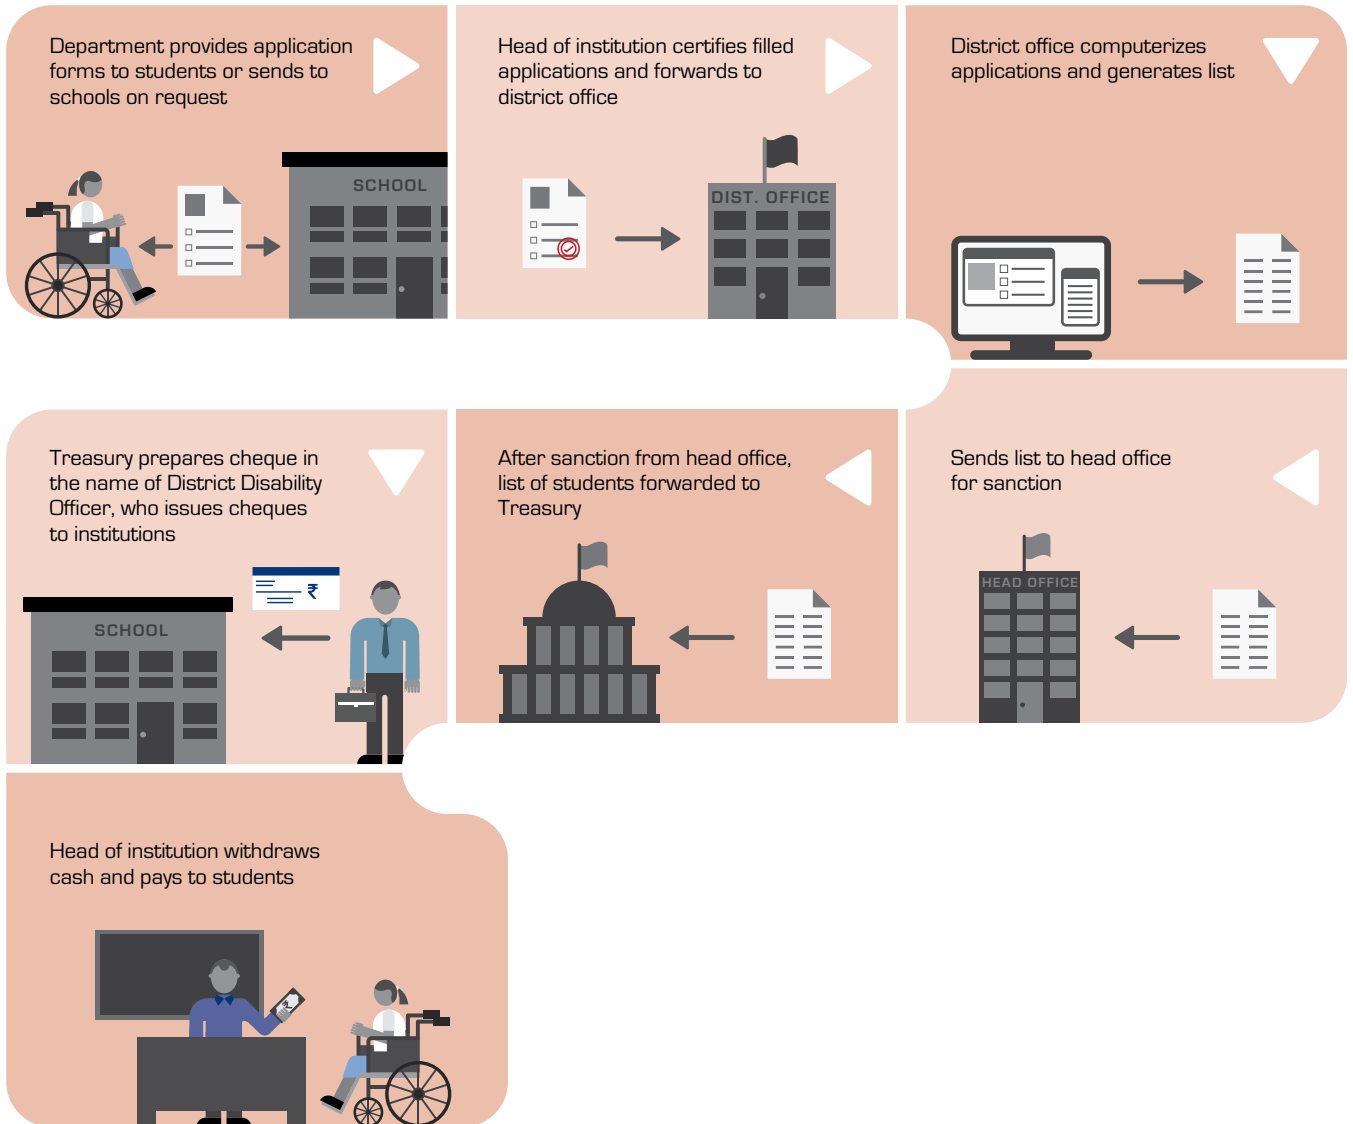 Department provides application
forms to students or sends to
schools on request
SCHOOL
Head of institution certifies filled
applications and forwards to
district office
DIST. OFFICE
District office computerizes
applications and generates list
Sends list to head office
for sanction
HEAD OFFICE
After sanction from head office,
list of students forwarded to
Treasury
Treasury prepares cheque in
the name of District Disability
Officer, who issues cheques
to institutions
₹
SCHOOL
Head of institution withdraws
cash and pays to students
₹